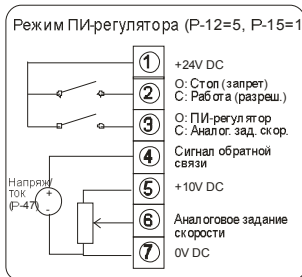 Режим ПИ-регулятора (P-12=5, P-15=1
1 +24V DC
2 O: Стоп (запрет)
C: Работа (разреш.)
3 O: ПИ-регулятор
C: Аналог. зад. скор.
4 Сигнал обратной
связи
Напряж/
ток
(P-47)
+
-
5 +10V DC
6 Аналоговое задание
скорости
7 0V DC